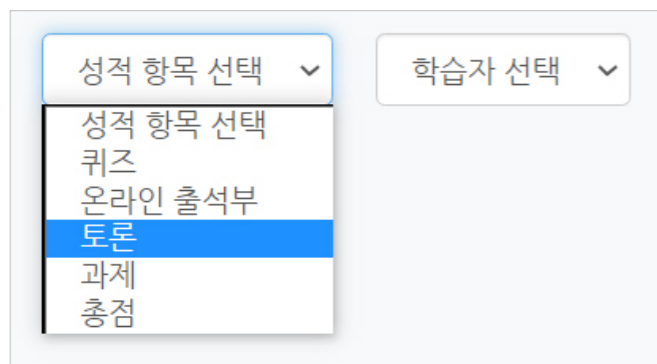 성적 항목 선택 학습자 선택
성적 항목 선택
퀴즈
온라인 출석부
토론
과제
총점